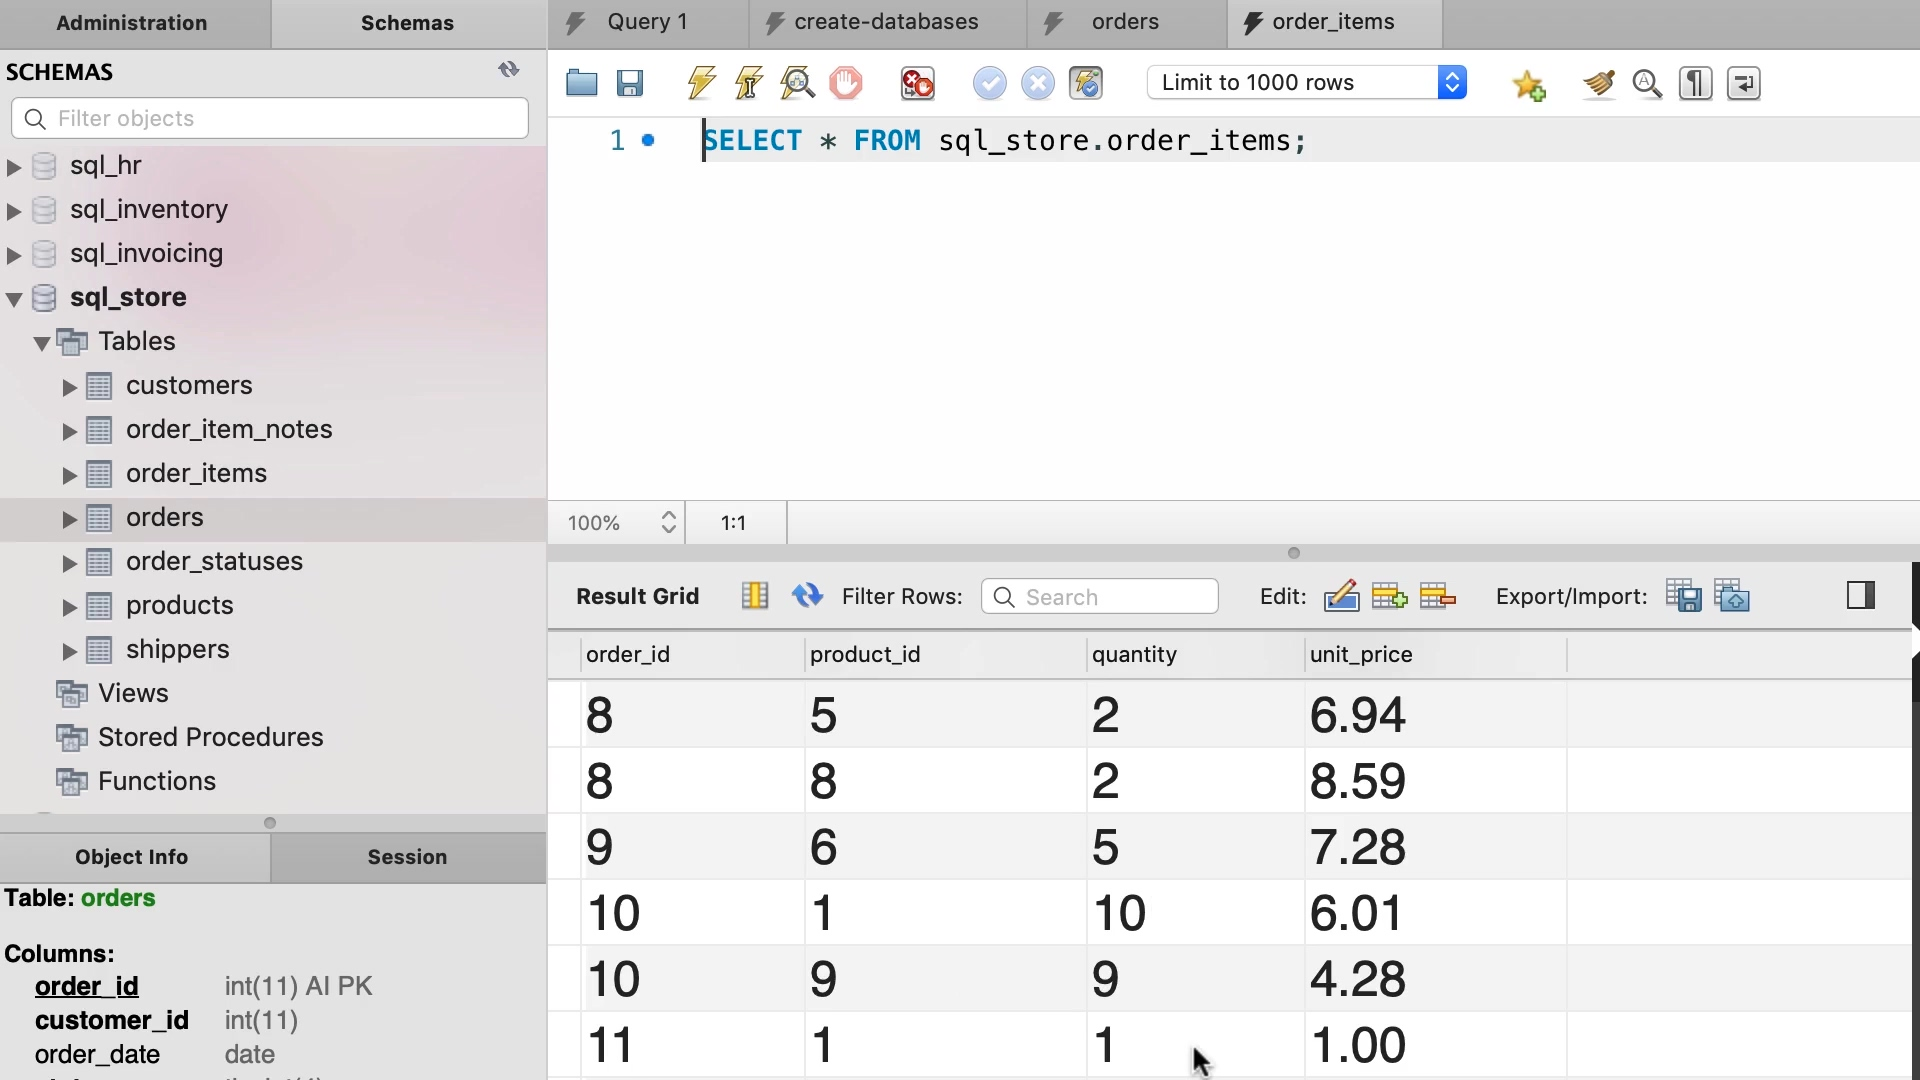 Administration
Schemas
Query 1
create-databases
orders
order_items
SCHEMAS
Filter objects
sql_hr
sql_inventory
sql_invoicing
sql_store
Tables
customers
order_item_notes
order_items
orders
order_statuses
products
shippers
Views
Stored Procedures
Functions
Object Info
Session
Table: orders
Columns:
order_id int(11) AI PK
customer_id int(11)
order_date date
Limit to 1000 rows
1 SELECT * FROM sql_store.order_items;
100% 1:1
Result Grid Filter Rows: Search Edit: Export/Import:
order_id product_id quantity unit_price
8 5 2 6.94
8 8 2 8.59
9 6 5 7.28
10 1 10 6.01
10 9 9 4.28
11 1 1 1.00